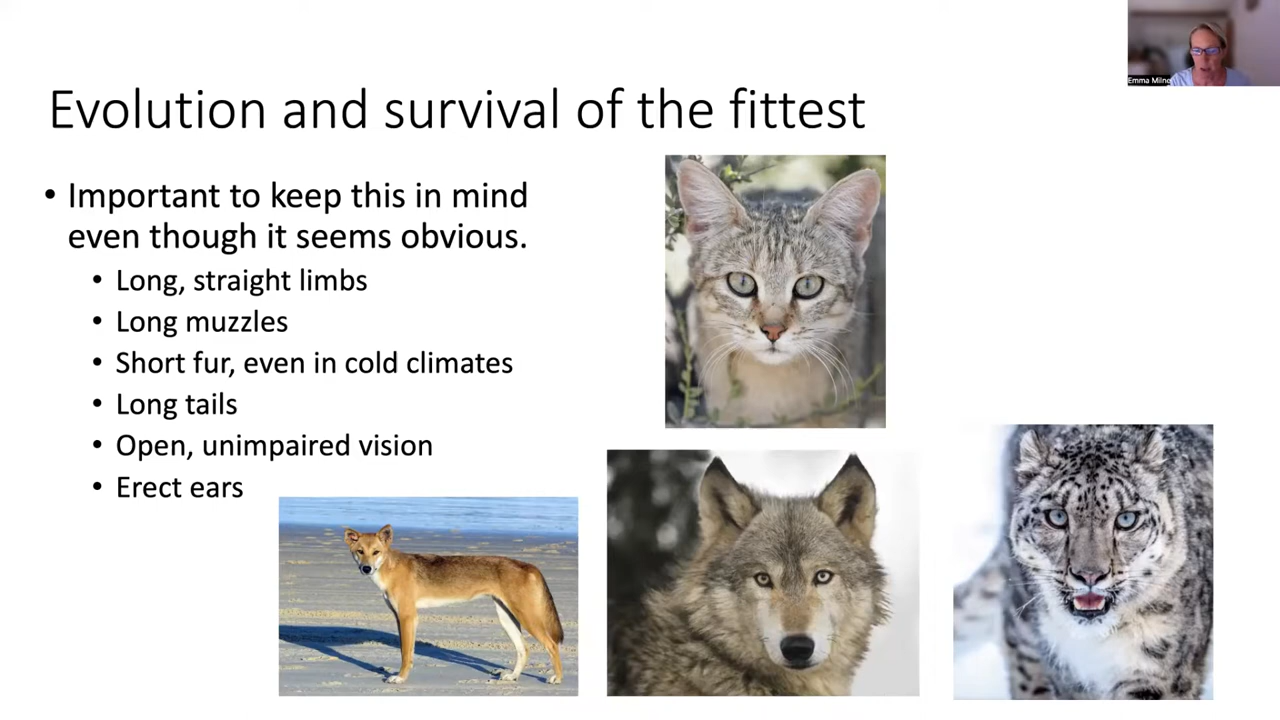 Emma Milne
Evolution and survival of the fittest
• Important to keep this in mind
even though it seems obvious.
• Long, straight limbs
• Long muzzles
• Short fur, even in cold climates
• Long tails
• Open, unimpaired vision
• Erect ears